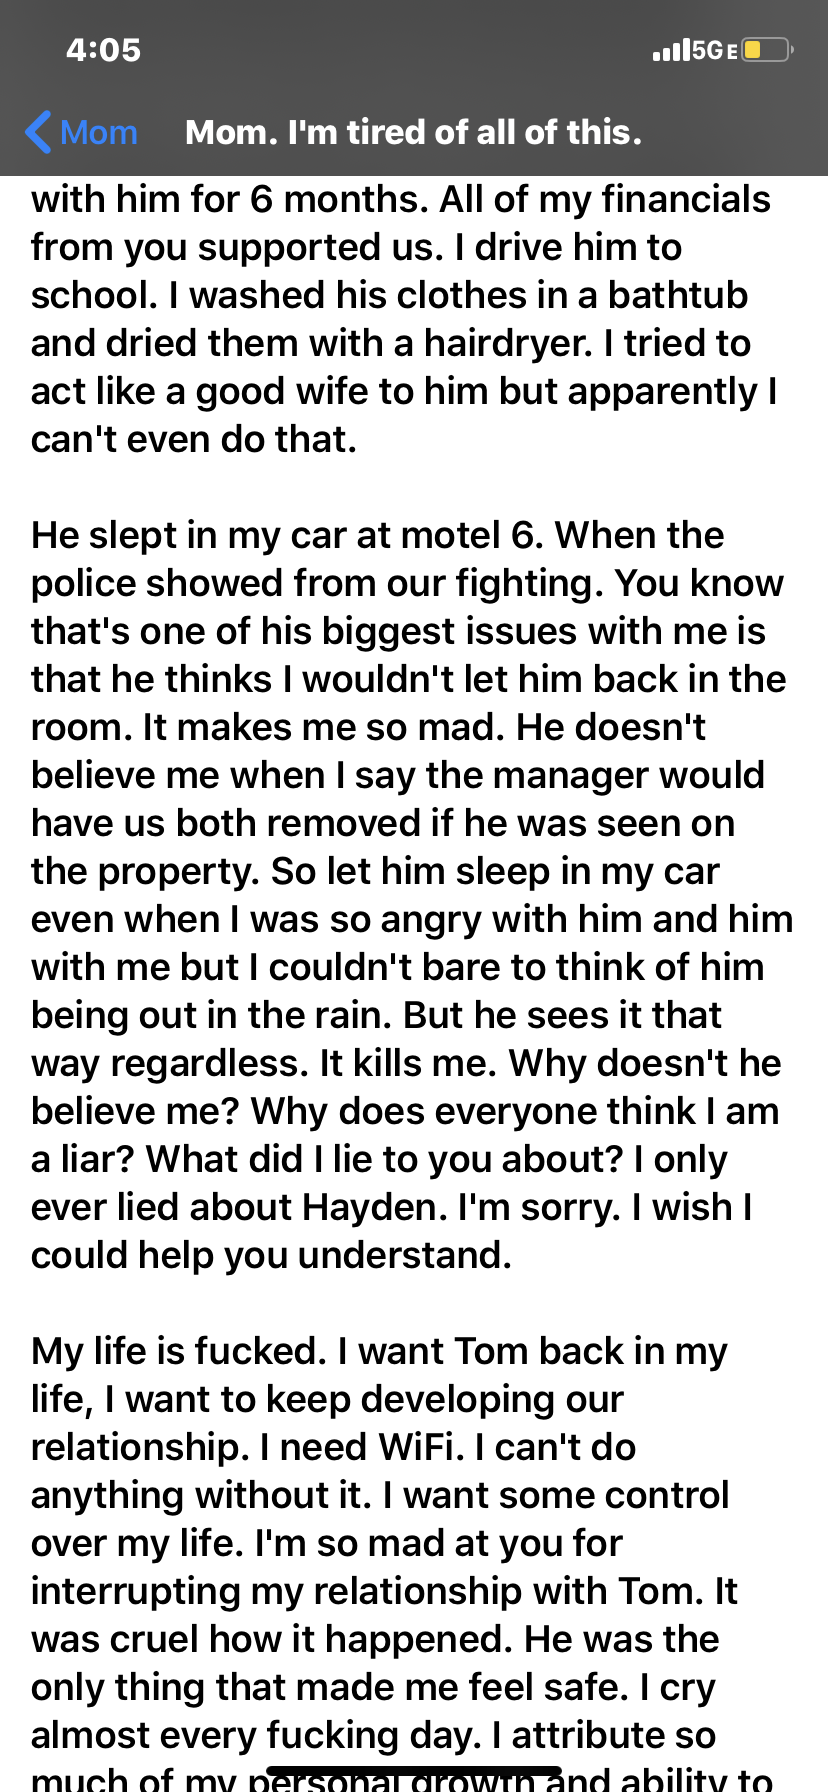 4:05
5GE
Mom
Mom. I'm tired of all of this.
with him for 6 months. All of my financials
from you supported us. I drive him to
school. I washed his clothes in a bathtub
and dried them with a hairdryer. I tried to
act like a good wife to him but apparently I
can't even do that.
He slept in my car at motel 6. When the
police showed from our fighting. You know
that's one of his biggest issues with me is
that he thinks I wouldn't let him back in the
room. It makes me so mad. He doesn't
believe me when I say the manager would
have us both removed if he was seen on
the property. So let him sleep in my car
even when I was so angry with him and him
with me but I couldn't bare to think of him
being out in the rain. But he sees it that
way regardless. It kills me. Why doesn't he
believe me? Why does everyone think I am
a liar? What did I lie to you about? I only
ever lied about Hayden. I'm sorry. I wish I
could help you understand.
My life is fucked. I want Tom back in my
life, I want to keep developing our
relationship. I need WiFi. I can't do
anything without it. I want some control
over my life. I'm so mad at you for
interrupting my relationship with Tom. It
was cruel how it happened. He was the
only thing that made me feel safe. I cry
almost every fucking day. I attribute so
much of my personal growth and ability to